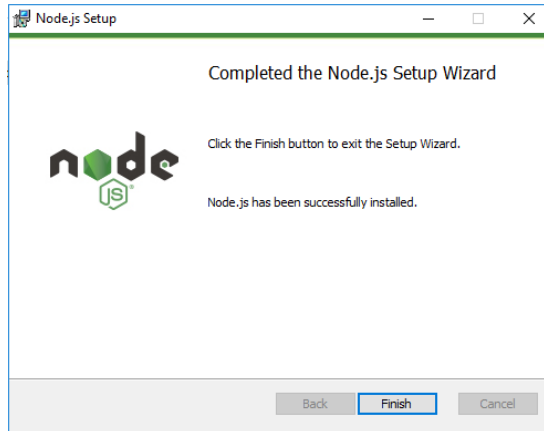 Node.js Setup
Completed the Node.js Setup Wizard
Click the Finish button to exit the Setup Wizard.
node
JS
Node.js has been successfully installed.
Back
Finish
Cancel